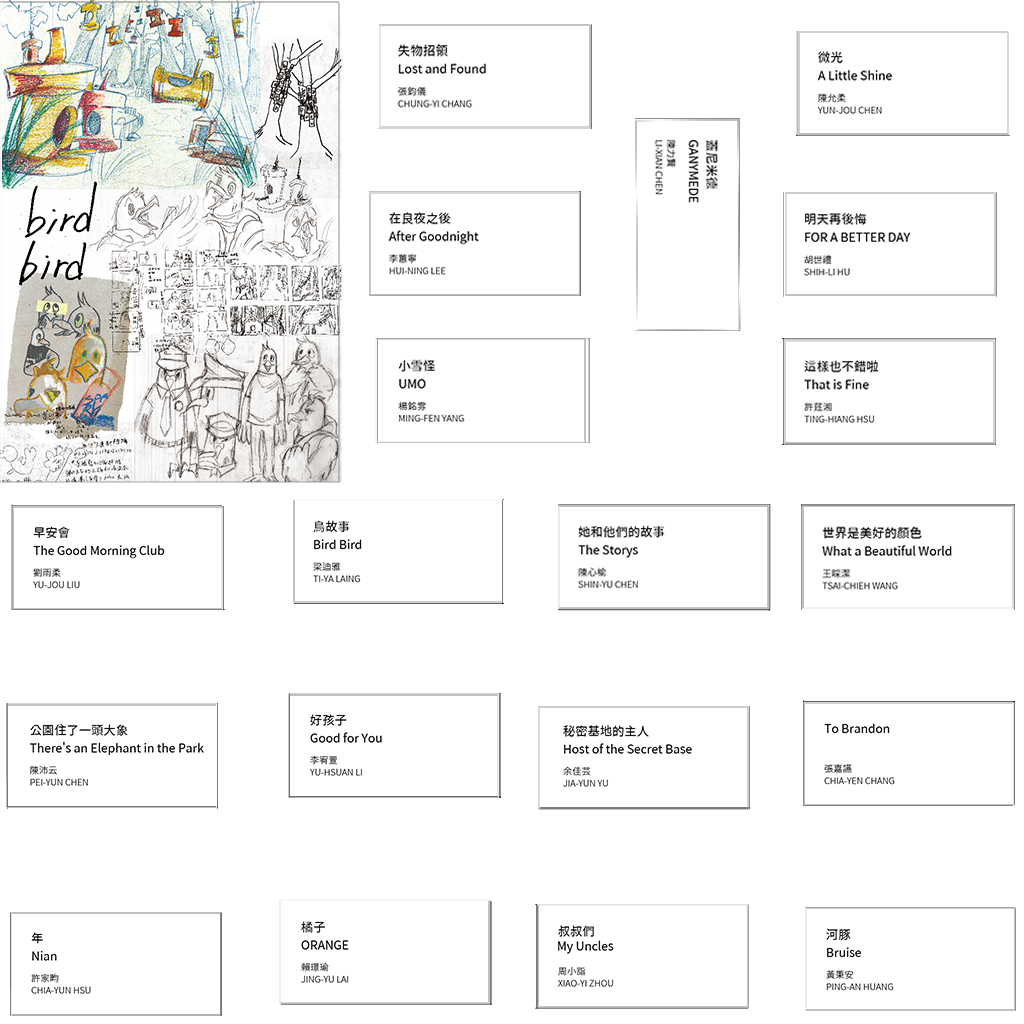 bird
bird
SPA
失物招領
Lost and Found
張鈞儀
CHUNG-YI CHANG
微光
A Little Shine
陳允柔
YUN-JOU CHEN
蓋尼米德
GANYMEDE
陳力賢
LI-XUAN CHEN
在良夜之後
After Goodnight
李蕙寧
HUI-NING LEE
明天再後悔
FOR A BETTER DAY
胡世禮
SHIH-LI HU
小雪怪
UMO
楊銘雰
MING-FEN YANG
這樣也不錯啦
That is Fine
許莛湘
TING-HIANG HSU
早安會
The Good Morning Club
劉雨柔
YU-JOU LIU
鳥故事
Bird Bird
梁迪雅
TI-YA LAING
她和他們的故事
The Storys
陳心榆
SHIN-YU CHEN
世界是美好的顏色
What a Beautiful World
王婇潔
TSAI-CHIEH WANG
公園住了一頭大象
There's an Elephant in the Park
陳沛云
PEI-YUN CHEN
好孩子
Good for You
李宥萱
YU-HSUAN LI
秘密基地的主人
Host of the Secret Base
余佳芸
JIA-YUN YU
To Brandon
張嘉讌
CHIA-YEN CHANG
年
Nian
許家畇
CHIA-YUN HSU
橘子
ORANGE
賴璟瑜
JING-YU LAI
叔叔們
My Uncles
周小詣
XIAO-YI ZHOU
河豚
Bruise
黃秉安
PING-AN HUANG